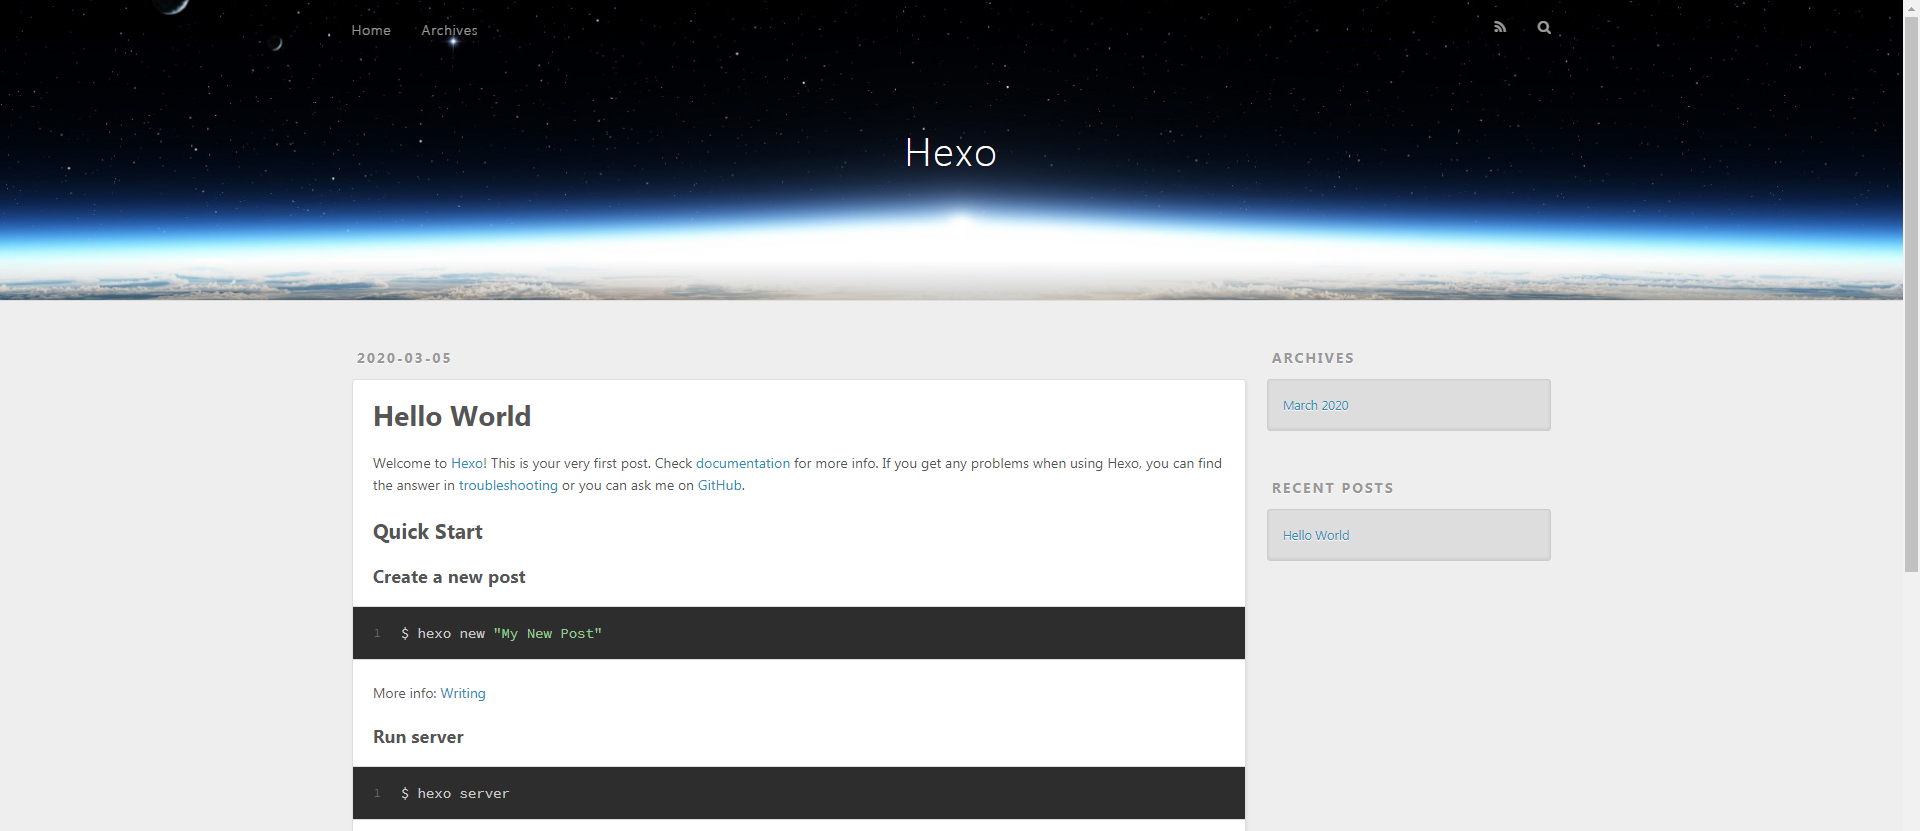 Home Archives
Hexo
2020-03-05
Hello World
Welcome to Hexo! This is your very first post. Check documentation for more info. If you get any problems when using Hexo, you can find
the answer in troubleshooting or you can ask me on GitHub.
Quick Start
Create a new post
1 $ hexo new "My New Post"
More info: Writing
Run server
1 $ hexo server
ARCHIVES
March 2020
RECENT POSTS
Hello World